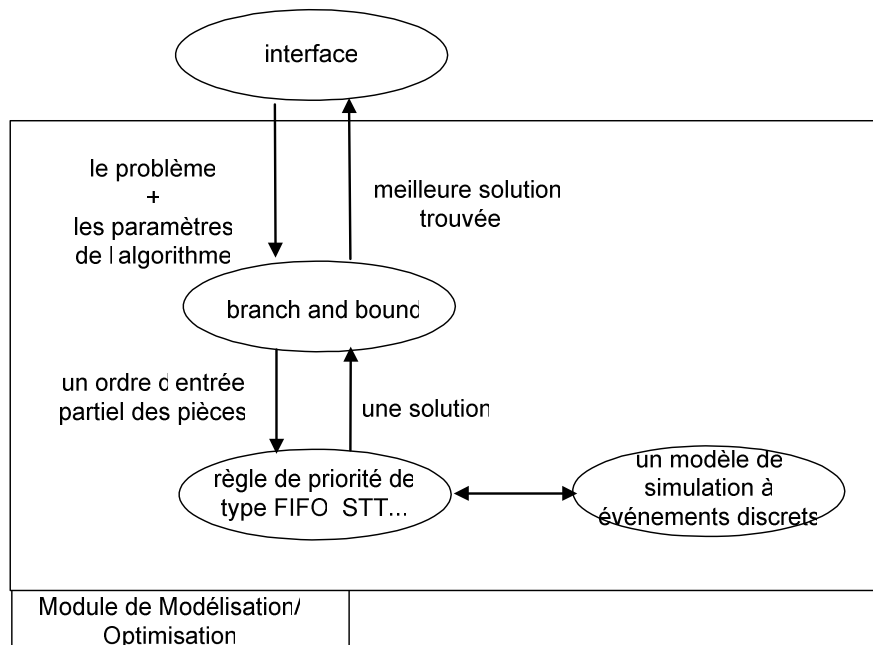 interface
le problème
+
les paramètres
de l'algorithme
meilleure solution
trouvée
branch and bound
un ordre d'entrée
partiel des pièces
une solution
règle de priorité de
type FIFO STT...
un modèle de
simulation à
événements discrets
Module de Modélisation/
Optimisation